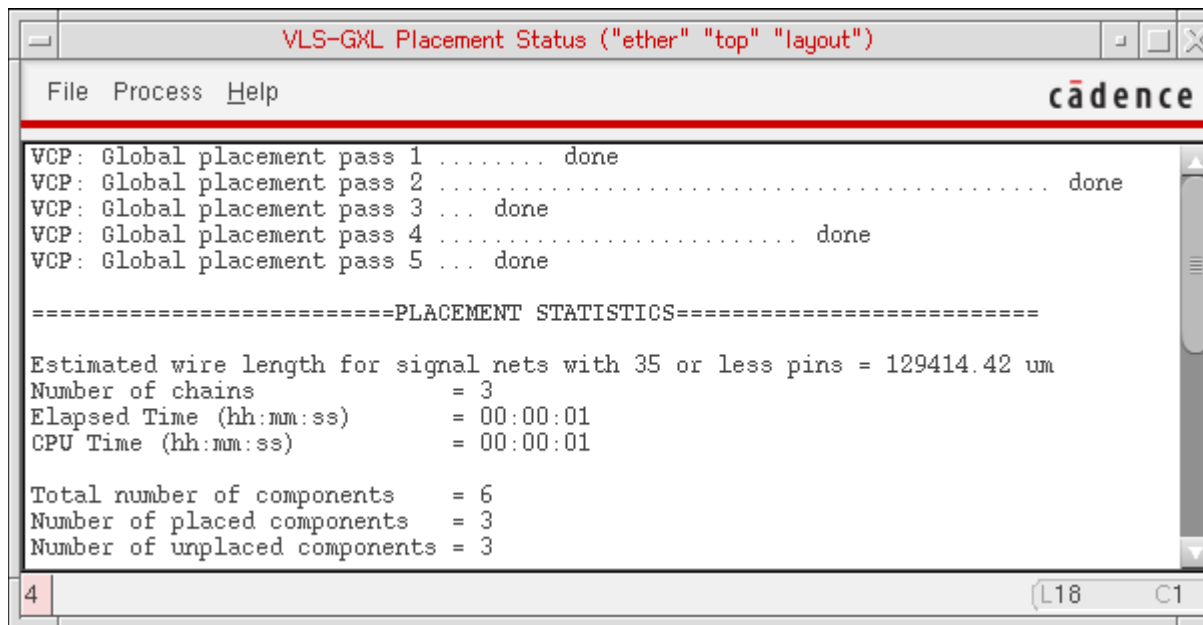 VLS-GXL Placement Status ("ether" "top" "layout")
File Process Help
cādence
VCP: Global placement pass 1 ........ done
VCP: Global placement pass 2 ............................................ done
VCP: Global placement pass 3 ... done
VCP: Global placement pass 4 .......................... done
VCP: Global placement pass 5 ... done
==========================PLACEMENT STATISTICS==========================
Estimated wire length for signal nets with 35 or less pins = 129414.42 um
Number of chains = 3
Elapsed Time (hh:mm:ss) = 00:00:01
CPU Time (hh:mm:ss) = 00:00:01
Total number of components = 6
Number of placed components = 3
Number of unplaced components = 3
4 L18 C1